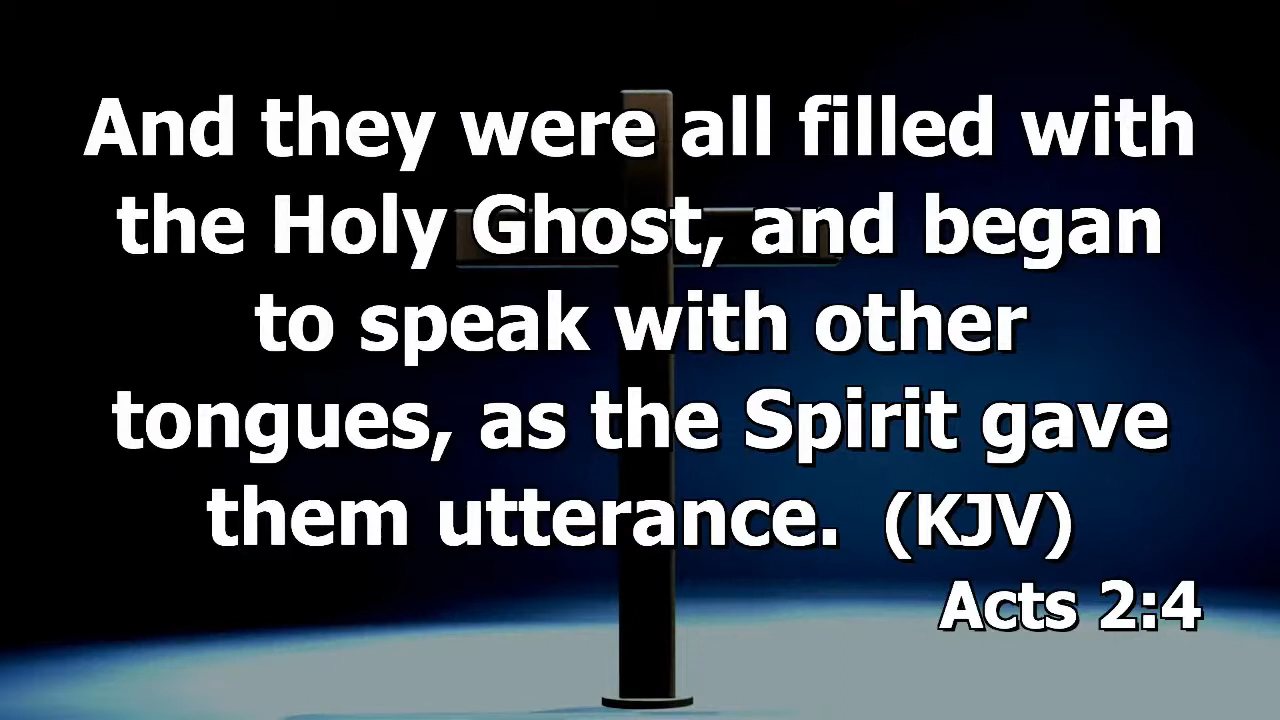 And they were all filled with
the Holy Ghost, and began
to speak with other
tongues, as the Spirit gave
them utterance. (KJV)
Acts 2:4